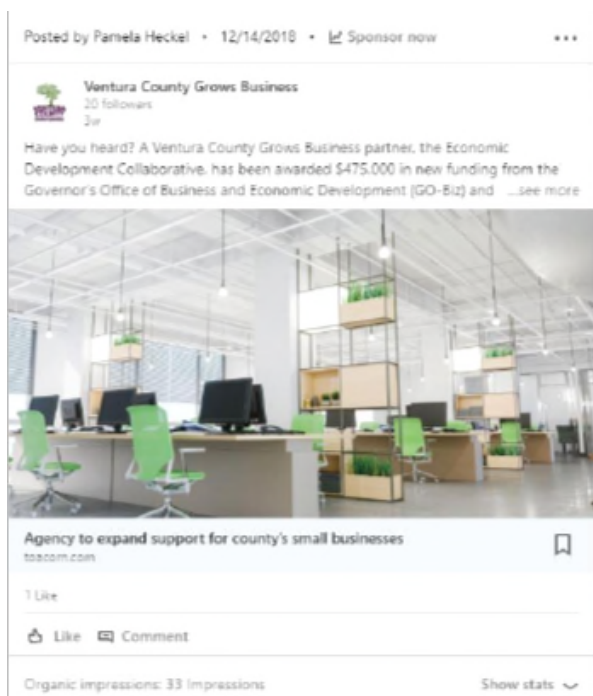 Posted by Pamela Heckel • 12/14/2018 • Sponsor now
Ventura County Grows Business
20 followers
3w
Have you heard? A Ventura County Grows Business partner, the Economic
Development Collaborative, has been awarded $475,000 in new funding from the
Governor's Office of Business and Economic Development (GO-Biz) and ...see more
Agency to expand support for county's small businesses
toacorn.com
1 Like
Like Comment
Organic impressions: 33 Impressions Show stats